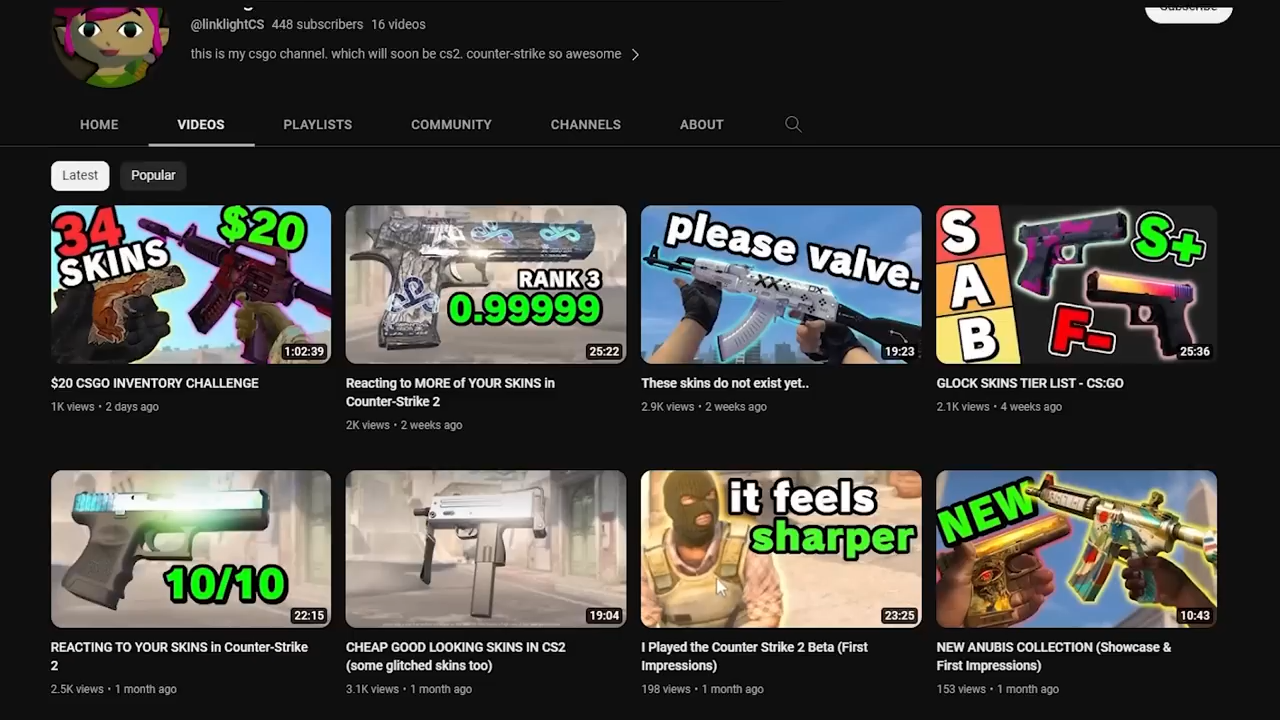 @linklightCS 448 subscribers 16 videos
Subscribe
this is my csgo channel. which will soon be cs2. counter-strike so awesome
HOME VIDEOS PLAYLISTS COMMUNITY CHANNELS ABOUT
Latest Popular
34
SKINS
$20
1:02:39
RANK 3
0.99999
25:22
please valve.
19:23
S
A
B
S+
F-
25:36
$20 CSGO INVENTORY CHALLENGE
1K views • 2 days ago
Reacting to MORE of YOUR SKINS in
Counter-Strike 2
2K views • 2 weeks ago
These skins do not exist yet..
2.9K views • 2 weeks ago
GLOCK SKINS TIER LIST - CS:GO
2.1K views • 4 weeks ago
10/10
22:15
19:04
it feels
sharper
23:25
NEW
10:43
REACTING TO YOUR SKINS in Counter-Strike
2
2.5K views • 1 month ago
CHEAP GOOD LOOKING SKINS IN CS2
(some glitched skins too)
3.1K views • 1 month ago
I Played the Counter Strike 2 Beta (First
Impressions)
198 views • 1 month ago
NEW ANUBIS COLLECTION (Showcase &
First Impressions)
153 views • 1 month ago